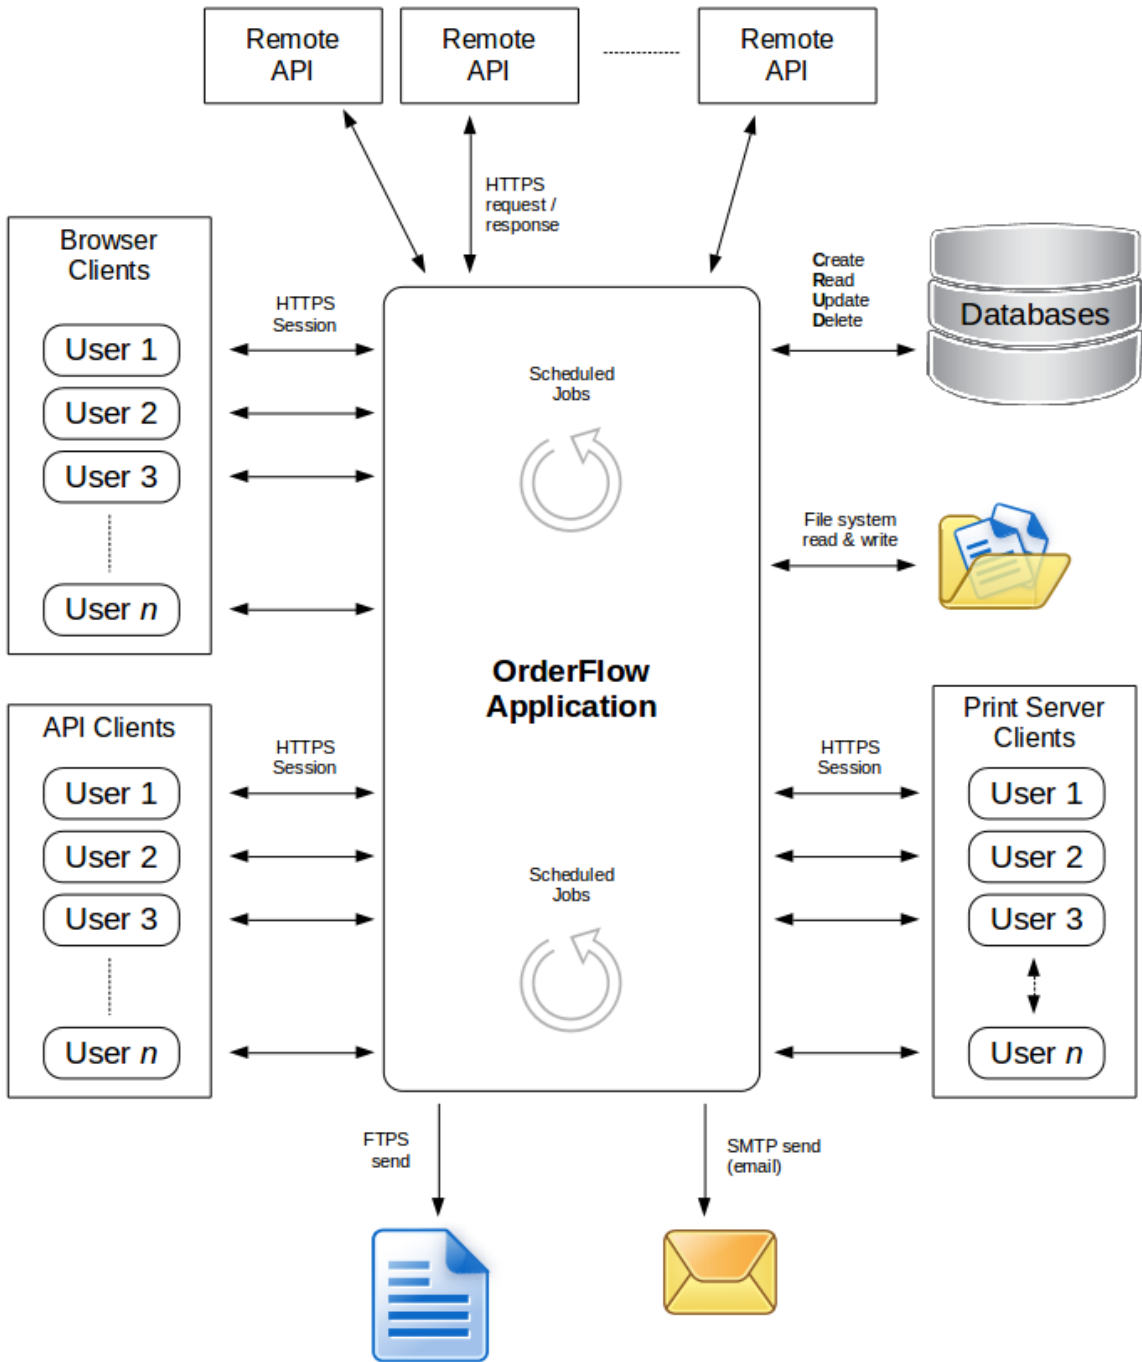 Remote
API
Remote
API
Remote
API
HTTPS
request /
response
Browser
Clients
User 1
User 2
User 3
User n
HTTPS
Session
Create
Read
Update
Delete
Databases
Scheduled
Jobs
File system
read & write
OrderFlow
Application
API Clients
User 1
User 2
User 3
User n
HTTPS
Session
HTTPS
Session
Print Server
Clients
User 1
User 2
User 3
User n
Scheduled
Jobs
FTPS
send
SMTP send
(email)